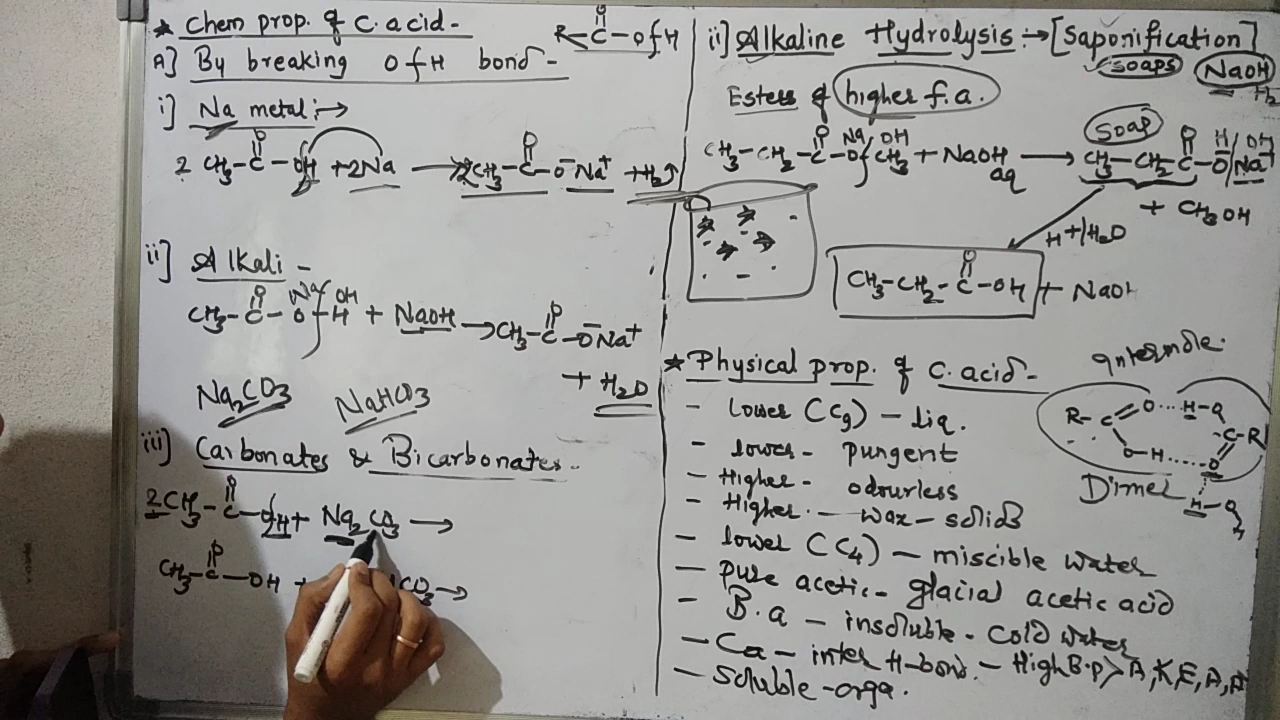 ★ Chem prop. of C. acid -
R-C-O H
O
A] By breaking O H bond -
i] Na metal :→
O
2 CH3-C-OH + 2Na → 2CH3-C-O⁻Na⁺ + H2↑
ii] Alkali -
O Na OH
CH3-C-O-H + NaOH → CH3-C-ONa⁺
+ H2O
Na2CO3 NaHCO3
iii] Carbonates & Bicarbonates -
2CH3-C-OH + Na2CO3 →
CH3-C-OH + CO3 →
ii] Alkaline Hydrolysis :→ [Saponification]
soaps NaOH
Esters of higher f.a.
soap
CH3-CH2-C-O CH3 + NaOH aq → CH3-CH2-C-O Na⁺
+ CH3OH
H+/H2O
CH3-CH2-C-OH + NaOH
★ Physical prop. of C. acid -
- lower (C9) - liq.
- lower - pungent
- Higher - odourless
- Higher - wax - solids
- lower (C4) - miscible water
- pure acetic - glacial acetic acid
- B.a - insoluble - cold water
- Ca - inter H-bond. - High B.p > A, K, E, A, A
- Soluble - orga.
Intermole.
R-C O H-O
C-R
O-H O
Dimer H-O